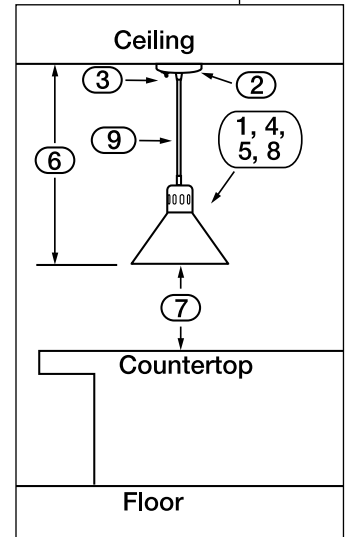 Ceiling
3
2
1, 4,
5, 8
9
6
7
Countertop
Floor